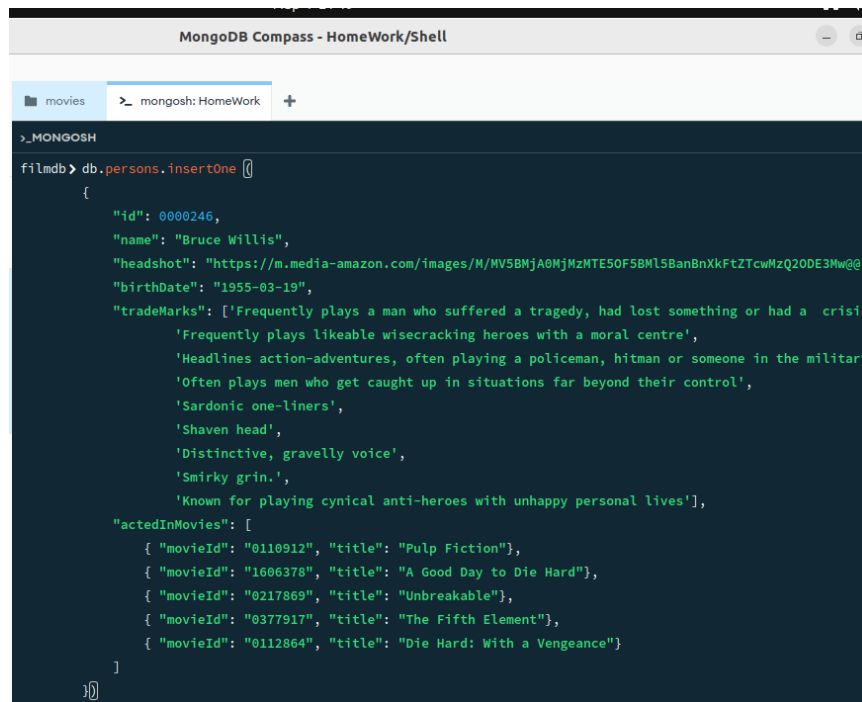 MongoDB Compass - HomeWork/Shell
movies >_ mongosh: HomeWork +
>_MONGOSH
filmdb> db.persons.insertOne (
{
"id": 0000246,
"name": "Bruce Willis",
"headshot": "https://m.media-amazon.com/images/M/MV5BMjA0MjMzMTE5OF5BMl5BanBnXkFtZTcwMzQ2ODE3Mw@@
"birthDate": "1955-03-19",
"tradeMarks": ['Frequently plays a man who suffered a tragedy, had lost something or had a  crisi
'Frequently plays likeable wisecracking heroes with a moral centre',
'Headlines action-adventures, often playing a policeman, hitman or someone in the militar
'Often plays men who get caught up in situations far beyond their control',
'Sardonic one-liners',
'Shaven head',
'Distinctive, gravelly voice',
'Smirky grin.',
'Known for playing cynical anti-heroes with unhappy personal lives'],
"actedInMovies": [
{ "movieId": "0110912", "title": "Pulp Fiction"},
{ "movieId": "1606378", "title": "A Good Day to Die Hard"},
{ "movieId": "0217869", "title": "Unbreakable"},
{ "movieId": "0377917", "title": "The Fifth Element"},
{ "movieId": "0112864", "title": "Die Hard: With a Vengeance"}
]
})